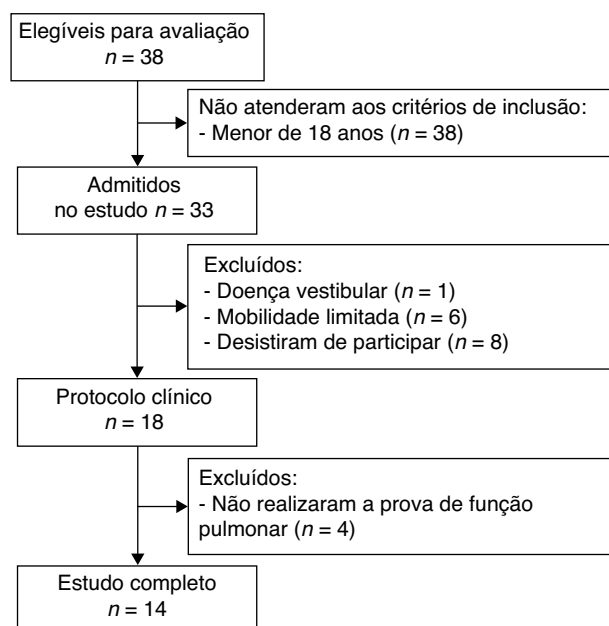 Elegíveis para avaliação
n = 38
Não atenderam aos critérios de inclusão:
- Menor de 18 anos (n = 38)
Admitidos
no estudo n = 33
Excluídos:
- Doença vestibular (n = 1)
- Mobilidade limitada (n = 6)
- Desistiram de participar (n = 8)
Protocolo clínico
n = 18
Excluídos:
- Não realizaram a prova de função
pulmonar (n = 4)
Estudo completo
n = 14